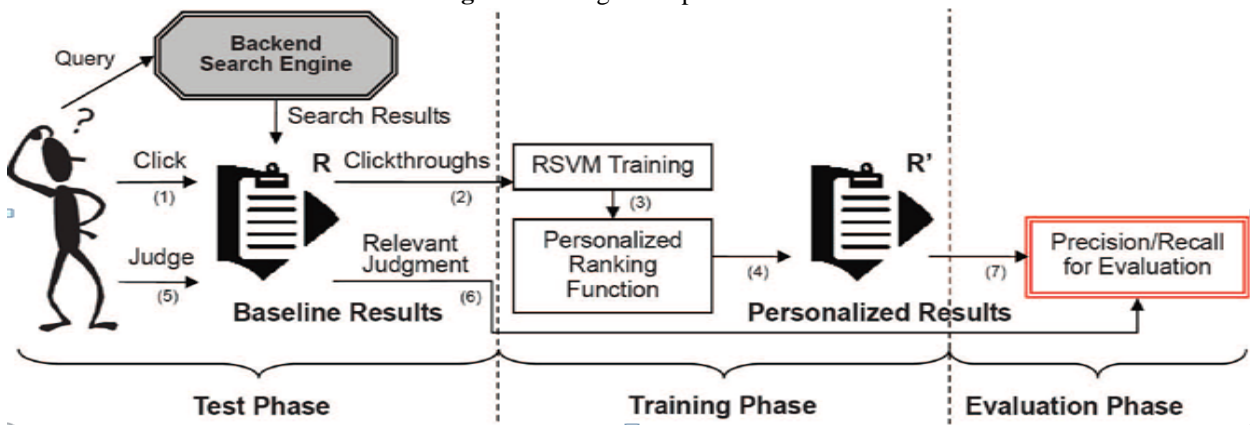 Query
Backend
Search Engine
?
Search Results
Click
(1)
R
Clickthroughs
(2)
RSVM Training
(3)
R'
Judge
(5)
Relevant
Judgment
(6)
Personalized
Ranking
Function
(4)
(7)
Precision/Recall
for Evaluation
Baseline Results
Personalized Results
Test Phase
Training Phase
Evaluation Phase